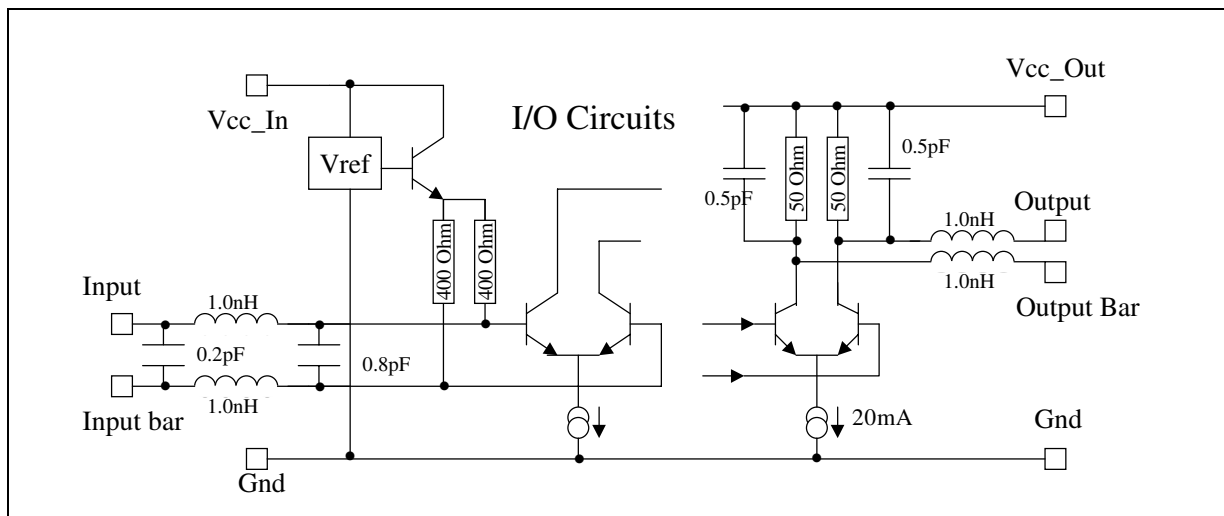 Vcc_Out
Vcc_In
I/O Circuits
Vref
0.5pF
0.5pF
50 Ohm
50 Ohm
Output
1.0nH
400 Ohm
400 Ohm
Input
1.0nH
1.0nH
Output Bar
0.2pF
0.8pF
Input bar
1.0nH
20mA
Gnd
Gnd